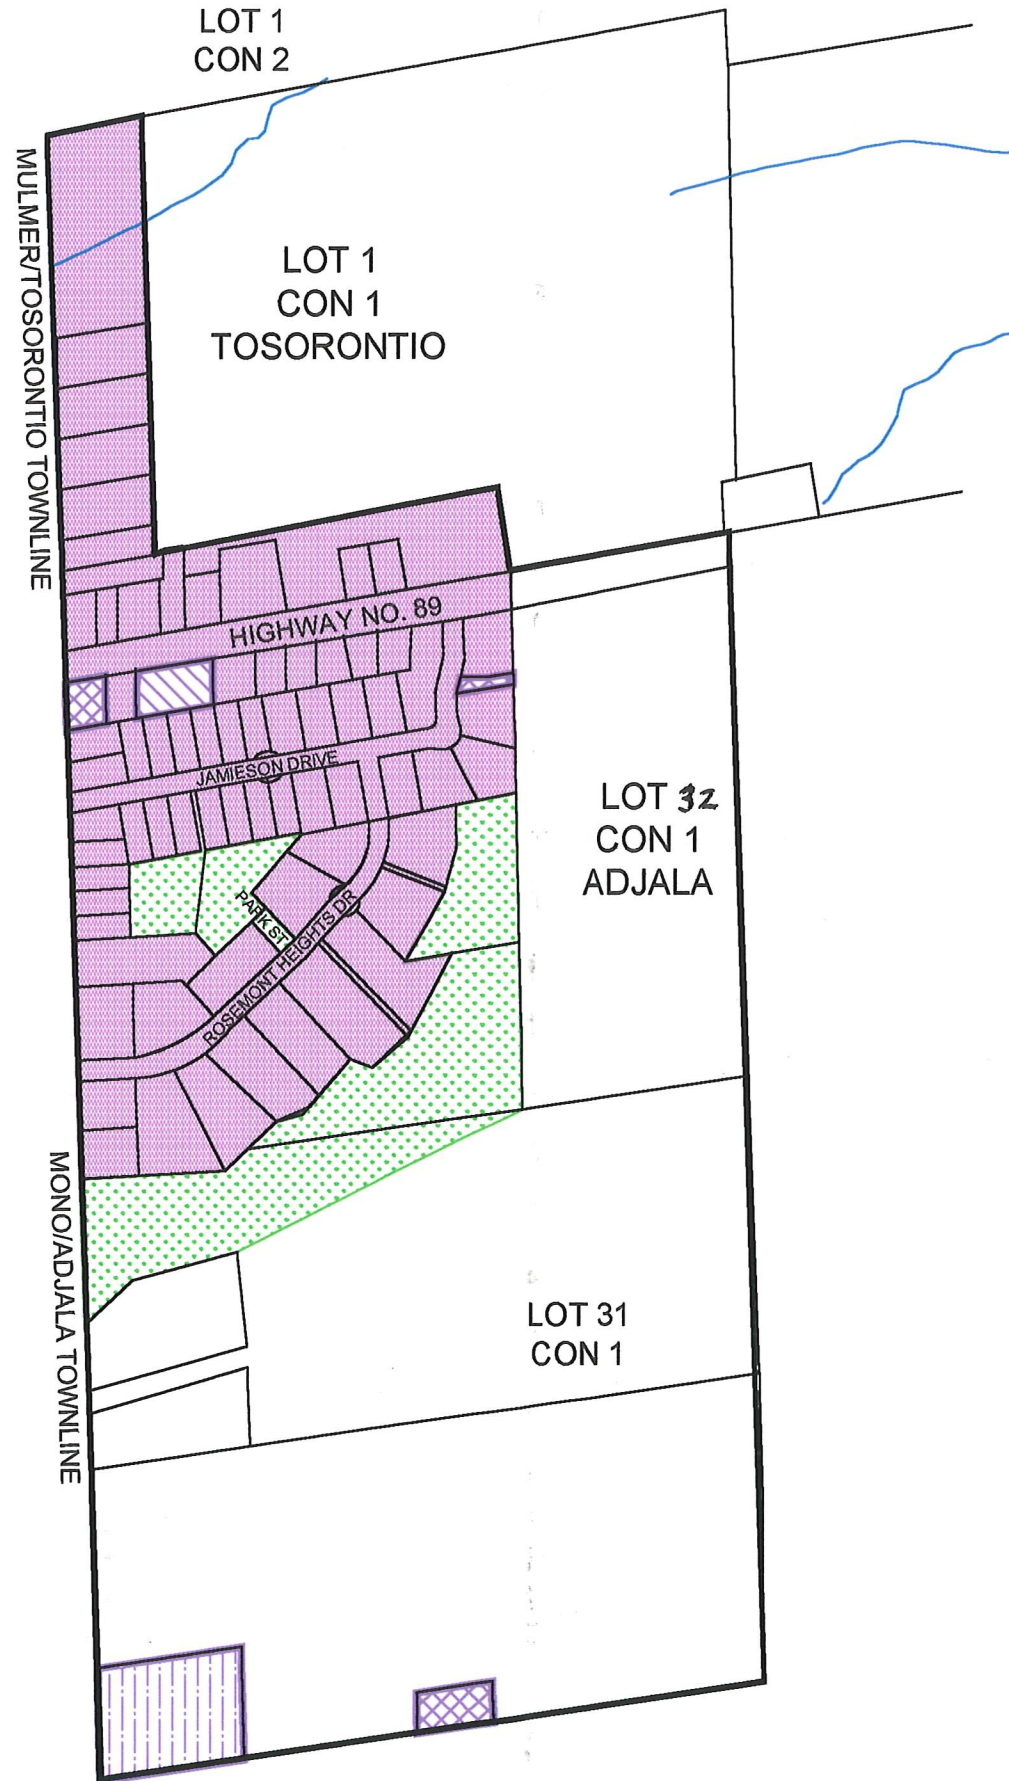 LOT 1
CON 2
MULMER/TOSORONTIO TOWNLINE
LOT 1
CON 1
TOSORONTIO
HIGHWAY NO. 89
JAMIESON DRIVE
LOT 32
CON 1
ADJALA
PARK ST
ROSEMONT HEIGHTS DR
MONO/ADJALA TOWNLINE
LOT 31
CON 1